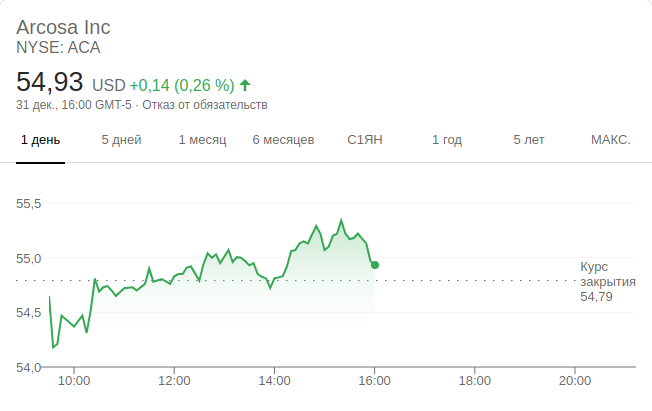 Arcosa Inc
NYSE: ACA
54,93 USD +0,14 (0,26 %)
31 дек., 16:00 GMT-5 · Отказ от обязательств
1 день 5 дней 1 месяц 6 месяцев С1ЯН 1 год 5 лет МАКС.
55,5
55,0
54,5
54,0
Курс
закрытия
54,79
10:00 12:00 14:00 16:00 18:00 20:00